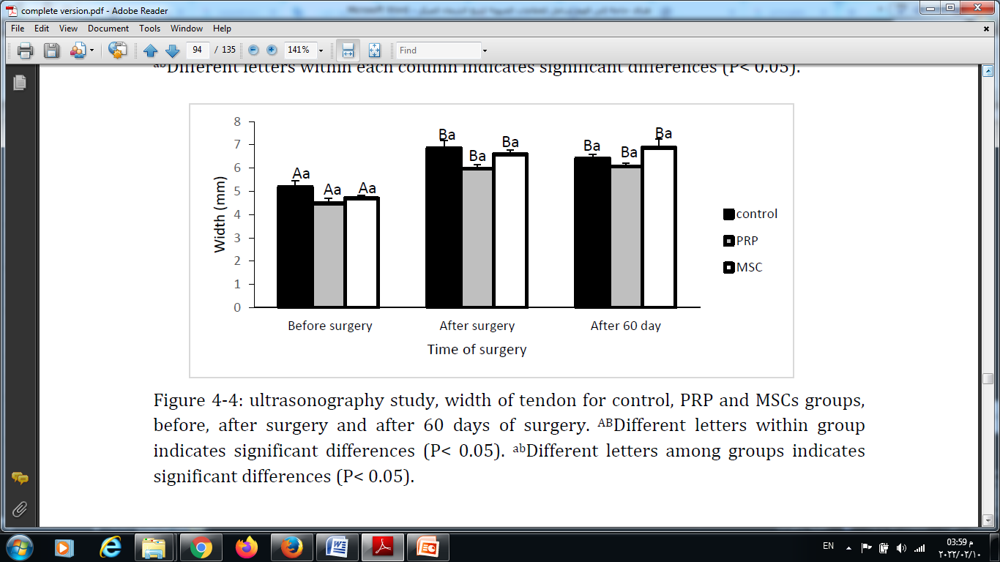 complete version.pdf - Adobe Reader
File Edit View Document Tools Window Help
94 / 135 141% Find
ᵃᵇDifferent letters within each column indicates significant differences (P< 0.05).
8
7
6
5
4
3
2
1
0
Width (mm)
Aa Aa Aa
Ba Ba Ba
Ba Ba Ba
control
PRP
MSC
Before surgery After surgery After 60 day
Time of surgery
Figure 4-4: ultrasonography study, width of tendon for control, PRP and MSCs groups,
before, after surgery and after 60 days of surgery. ᴬᴮDifferent letters within group
indicates significant differences (P< 0.05). ᵃᵇDifferent letters among groups indicates
significant differences (P< 0.05).
EN
03:59 م
٢٠٢٢/٠٢/١٠